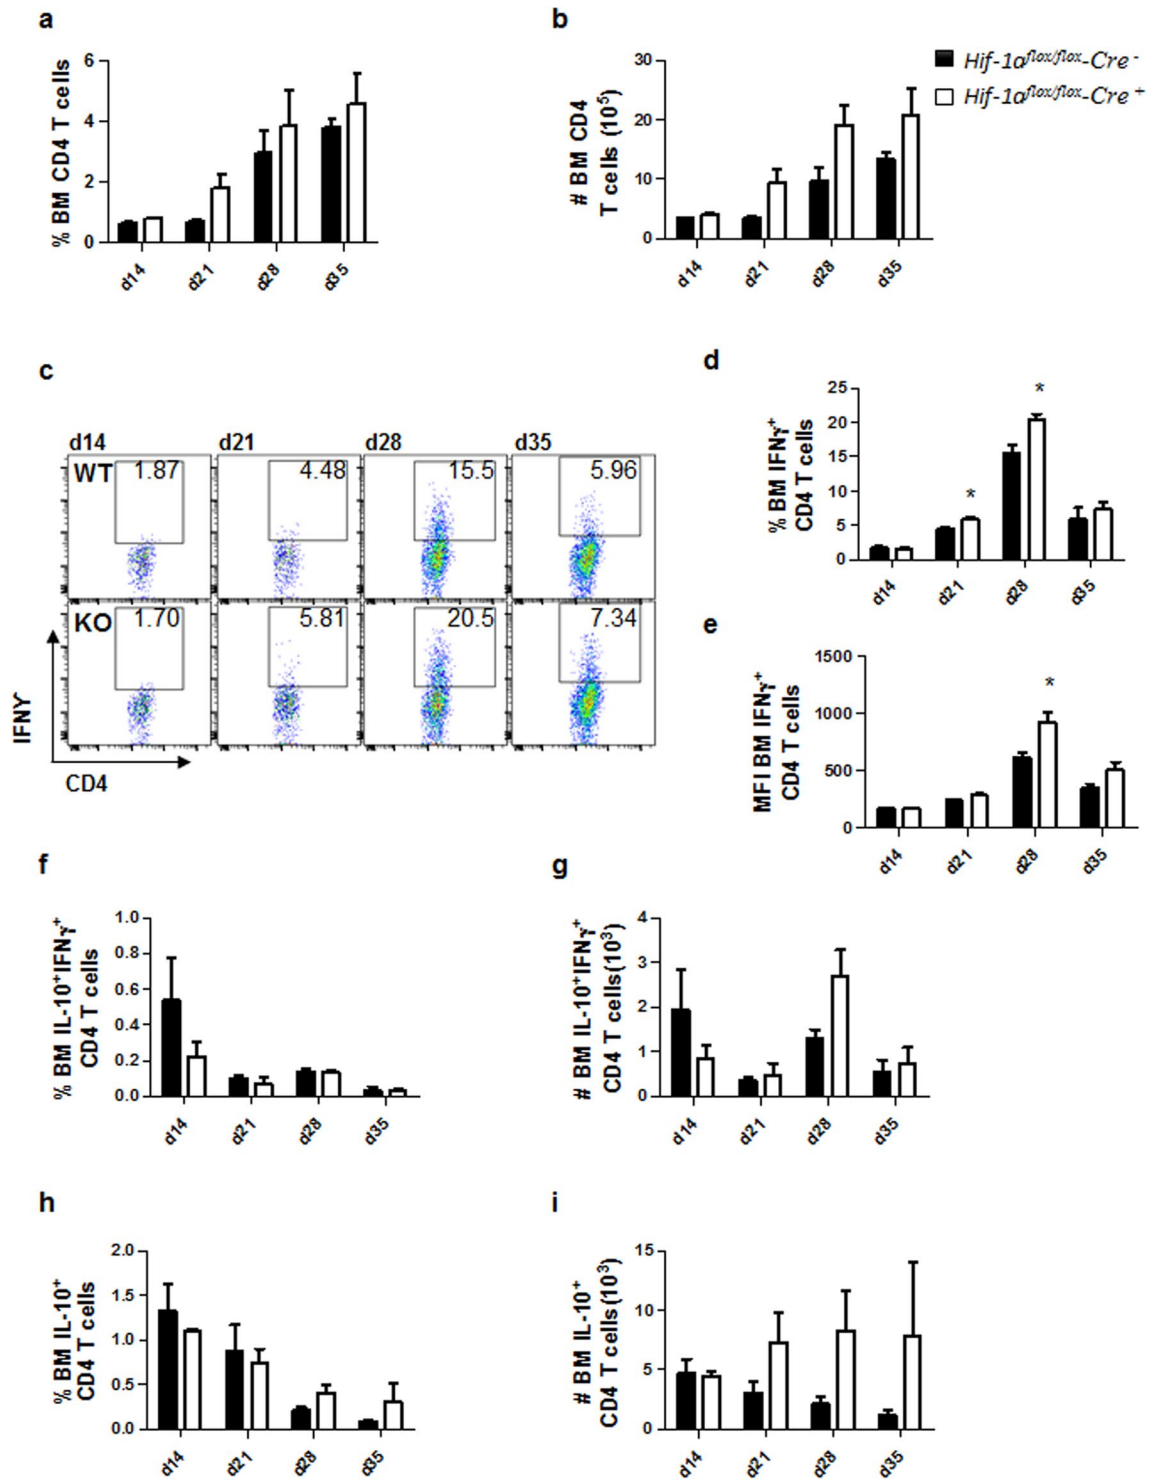 a
% BM CD4 T cells
6
4
2
0
d14
d21
d28
d35
b
# BM CD4
T cells (10⁵)
30
20
10
0
d14
d21
d28
d35
Hif-1α^flox/flox-Cre⁻
Hif-1α^flox/flox-Cre⁺
c
d14
d21
d28
d35
WT
1.87
4.48
15.5
5.96
KO
1.70
5.81
20.5
7.34
IFNγ
CD4
d
% BM IFNγ⁺
CD4 T cells
25
20
15
10
5
0
*
*
d14
d21
d28
d35
e
MFI BM IFNγ⁺
CD4 T cells
1500
1000
500
0
*
d14
d21
d28
d35
f
% BM IL-10⁺IFNγ⁺
CD4 T cells
1.0
0.8
0.6
0.4
0.2
0.0
d14
d21
d28
d35
g
# BM IL-10⁺IFNγ⁺
CD4 T cells(10³)
4
3
2
1
0
d14
d21
d28
d35
h
% BM IL-10⁺
CD4 T cells
2.0
1.5
1.0
0.5
0.0
d14
d21
d28
d35
i
# BM IL-10⁺
CD4 T cells(10³)
15
10
5
0
d14
d21
d28
d35